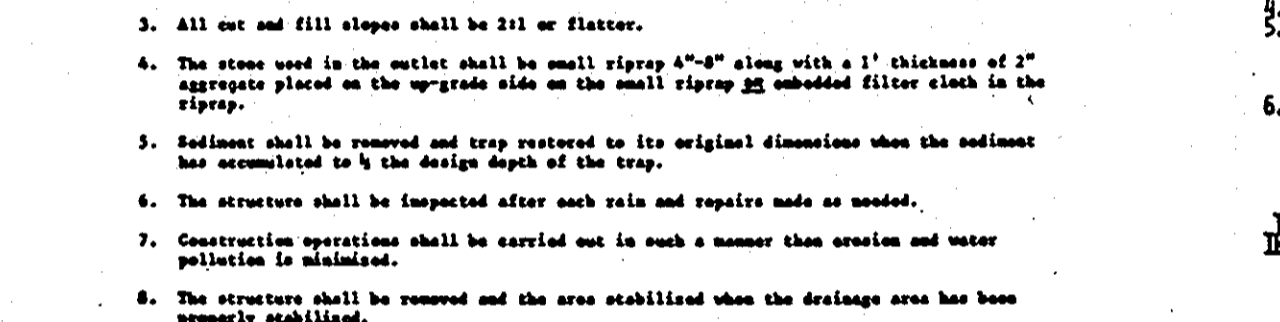 3. All cut and fill slopes shall be 2:1 or flatter.
4. The stone used in the outlet shall be small riprap 4"-8" along with a 1' thickness of 2"
aggregate placed on the up-grade side on the small riprap or embedded filter cloth in the
riprap.
5. Sediment shall be removed and trap restored to its original dimensions when the sediment
has accumulated to ½ the design depth of the trap.
6. The structure shall be inspected after each rain and repairs made as needed.
7. Construction operations shall be carried out in such a manner than erosion and water
pollution is minimized.
8. The structure shall be removed and the area stabilized when the drainage area has been
properly stabilized.
5.
6.